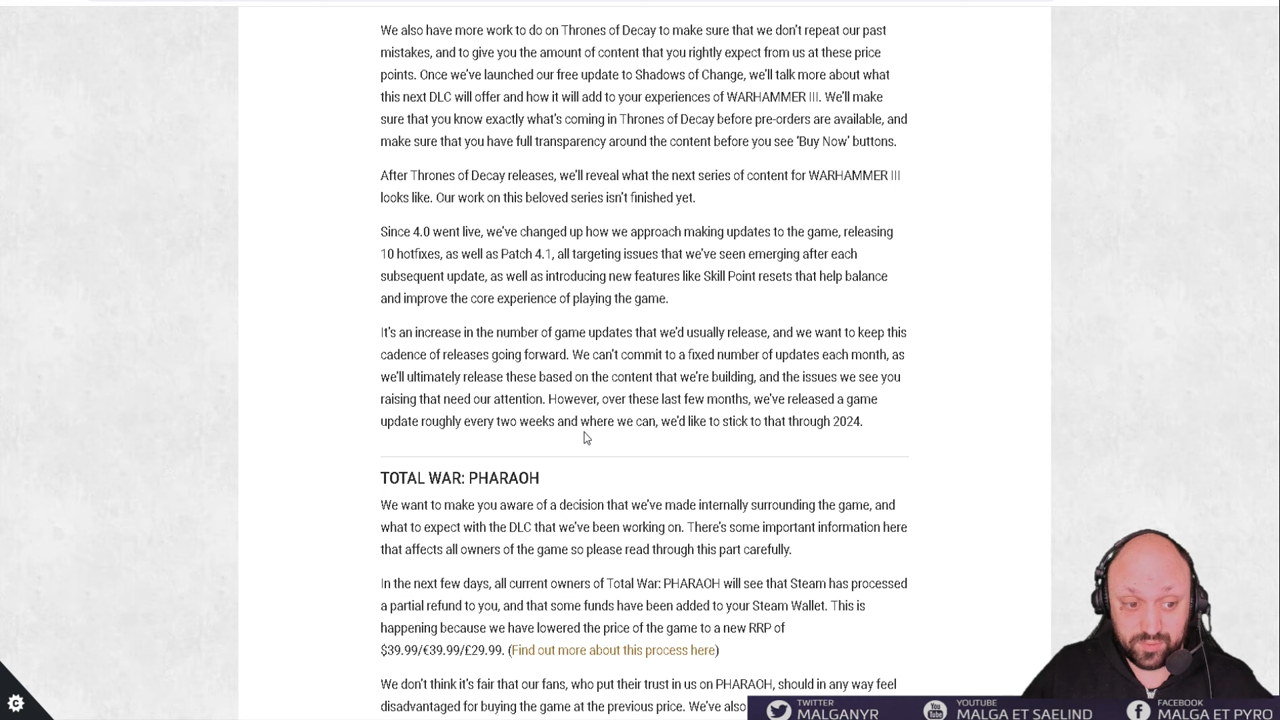 We also have more work to do on Thrones of Decay to make sure that we don't repeat our past
mistakes, and to give you the amount of content that you rightly expect from us at these price
points. Once we've launched our free update to Shadows of Change, we'll talk more about what
this next DLC will offer and how it will add to your experiences of WARHAMMER III. We'll make
sure that you know exactly what's coming in Thrones of Decay before pre-orders are available, and
make sure that you have full transparency around the content before you see 'Buy Now' buttons.
After Thrones of Decay releases, we'll reveal what the next series of content for WARHAMMER III
looks like. Our work on this beloved series isn't finished yet.
Since 4.0 went live, we've changed up how we approach making updates to the game, releasing
10 hotfixes, as well as Patch 4.1, all targeting issues that we've seen emerging after each
subsequent update, as well as introducing new features like Skill Point resets that help balance
and improve the core experience of playing the game.
It's an increase in the number of game updates that we'd usually release, and we want to keep this
cadence of releases going forward. We can't commit to a fixed number of updates each month, as
we'll ultimately release these based on the content that we're building, and the issues we see you
raising that need our attention. However, over these last few months, we've released a game
update roughly every two weeks and where we can, we'd like to stick to that through 2024.
TOTAL WAR: PHARAOH
We want to make you aware of a decision that we've made internally surrounding the game, and
what to expect with the DLC that we've been working on. There's some important information here
that affects all owners of the game so please read through this part carefully.
In the next few days, all current owners of Total War: PHARAOH will see that Steam has processed
a partial refund to you, and that some funds have been added to your Steam Wallet. This is
happening because we have lowered the price of the game to a new RRP of
$39.99/€39.99/£29.99. (Find out more about this process here)
We don't think it's fair that our fans, who put their trust in us on PHARAOH, should in any way feel
disadvantaged for buying the game at the previous price. We've also
TWITTER
MALGANYR
YOUTUBE
MALGA ET SAELIND
FACEBOOK
MALGA ET PYRO